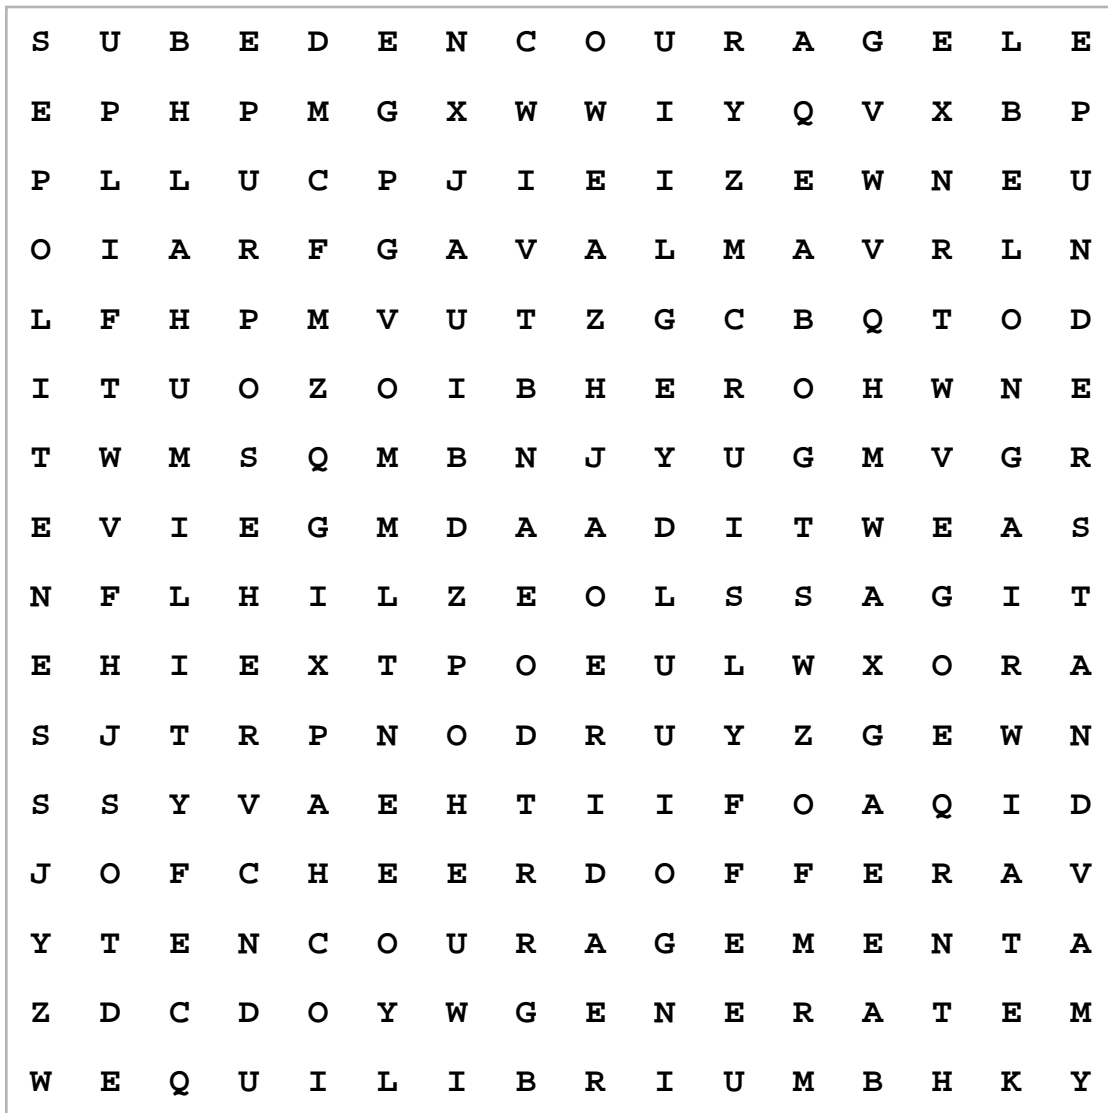 S U B E D E N C O U R A G E L E
E P H P M G X W W I Y Q V X B P
P L L U C P J I E I Z E W N E U
O I A R F G A V A L M A V R L N
L F H P M V U T Z G C B Q T O D
I T U O Z O I B H E R O H W N E
T W M S Q M B N J Y U G M V G R
E V I E G M D A A D I T W E A S
N F L H I L Z E O L S S A G I T
E H I E X T P O E U L W X O R A
S J T R P N O D R U Y Z G E W N
S S Y V A E H T I I F O A Q I D
J O F C H E E R D O F F E R A V
Y T E N C O U R A G E M E N T A
Z D C D O Y W G E N E R A T E M
W E Q U I L I B R I U M B H K Y